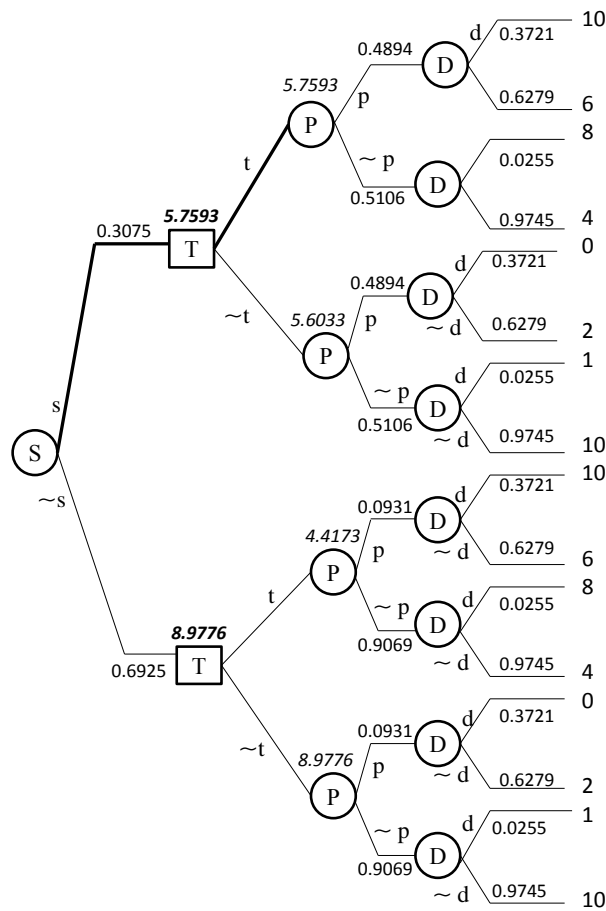 10
d
0.3721
0.4894
D
5.7593
p
0.6279
6
P
8
t
~ p
0.0255
D
5.7593
0.5106
0.9745
4
0.3075
T
0
0.4894
d
0.3721
D
~t
5.6033
p
~ d
0.6279
2
P
1
~ p
d
0.0255
s
D
0.5106
~ d
0.9745
10
S
10
~s
d
0.3721
0.0931
D
4.4173
p
~ d
0.6279
6
t
P
8
~ p
d
0.0255
8.9776
D
0.6925
T
0.9069
~ d
0.9745
4
0
d
0.3721
0.0931
D
~t
8.9776
p
~ d
0.6279
2
P
1
~ p
d
0.0255
D
0.9069
~ d
0.9745
10